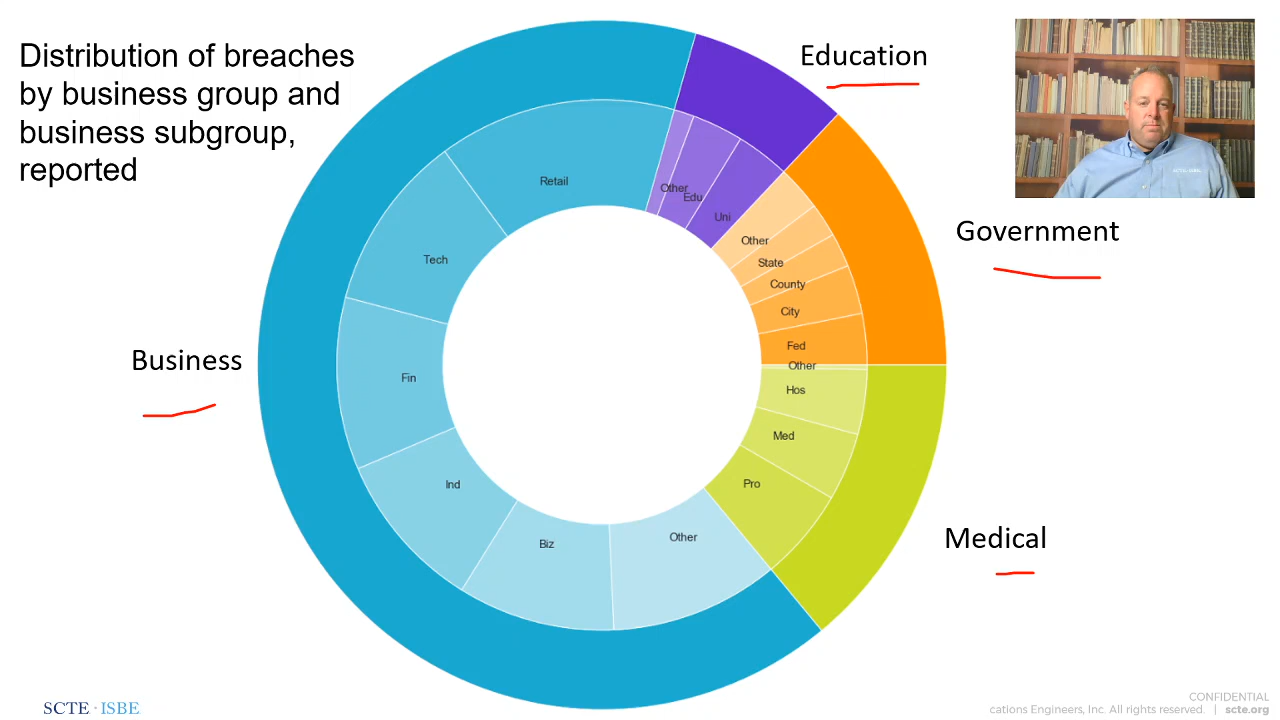 Distribution of breaches
by business group and
business subgroup,
reported
Education
Government
Business
Medical
Retail
Other
Edu
Uni
Other
State
County
City
Fed
Other
Hos
Med
Pro
Other
Biz
Ind
Fin
Tech
SCTE · ISBE
SCTE · ISBE
CONFIDENTIAL
cations Engineers, Inc. All rights reserved. | scte.org